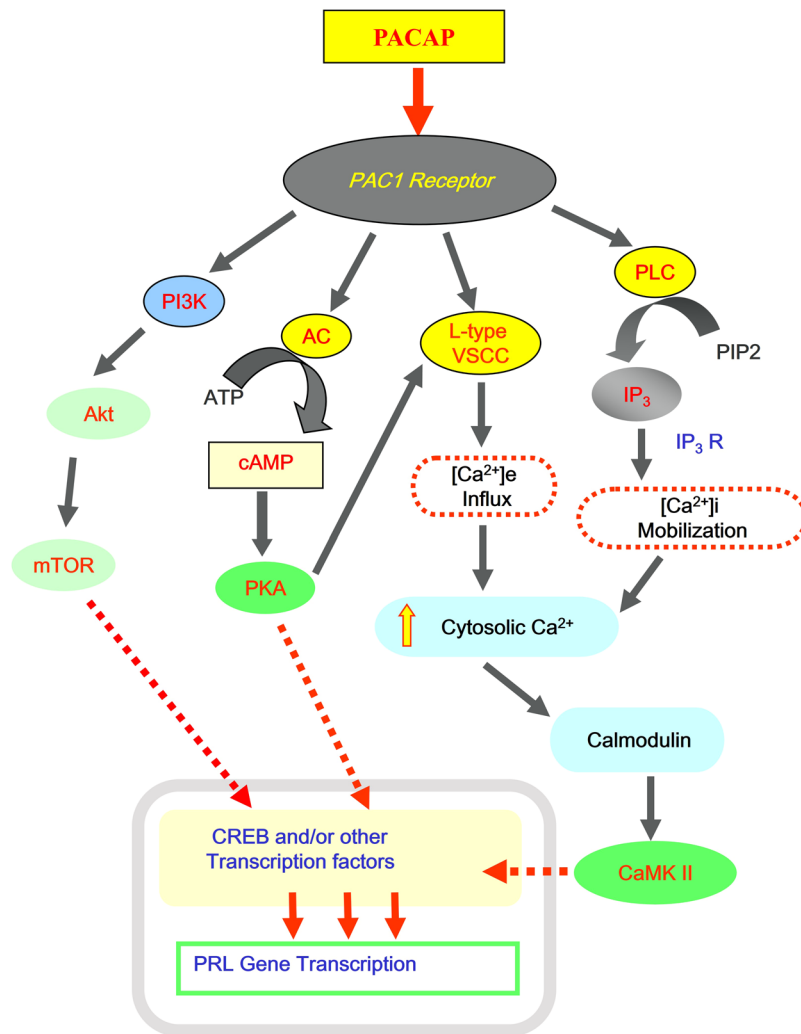 PACAP
PAC1 Receptor
PLC
PI3K
AC
L-type
VSCC
PIP2
ATP
IP₃
Akt
IP₃ R
cAMP
[Ca²⁺]e
Influx
[Ca²⁺]i
Mobilization
mTOR
PKA
Cytosolic Ca²⁺
Calmodulin
CREB and/or other
Transcription factors
CaMK II
PRL Gene Transcription